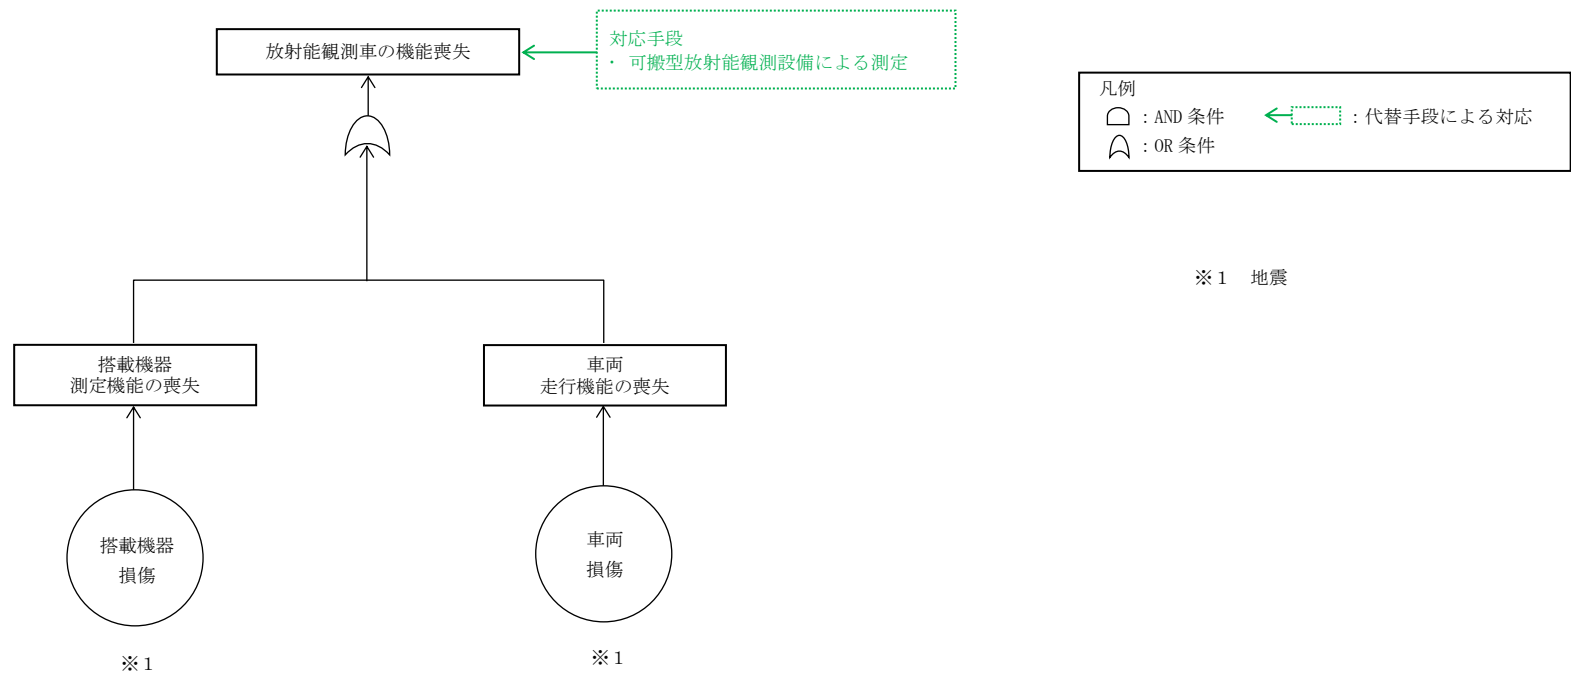 放射能観測車の機能喪失
対応手段
・ 可搬型放射能観測設備による測定
凡例
：AND 条件
：代替手段による対応
：OR 条件
※１　地震
搭載機器
測定機能の喪失
車両
走行機能の喪失
搭載機器
損傷
車両
損傷
※１
※１